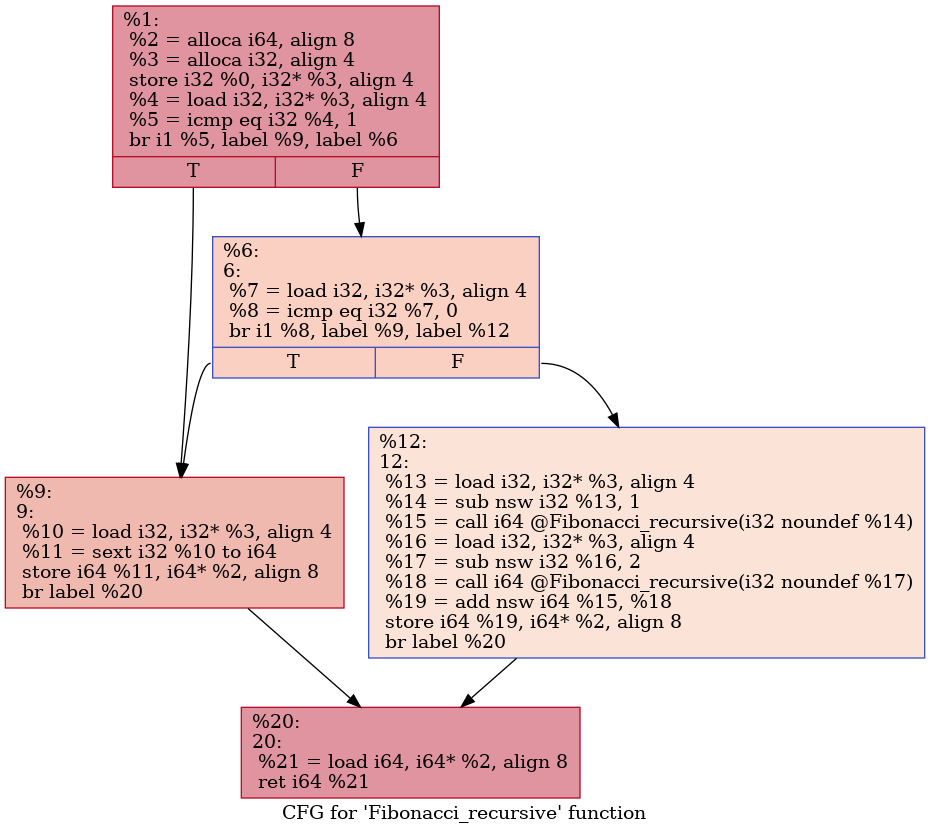 %1:
%2 = alloca i64, align 8
%3 = alloca i32, align 4
store i32 %0, i32* %3, align 4
%4 = load i32, i32* %3, align 4
%5 = icmp eq i32 %4, 1
br i1 %5, label %9, label %6
T F
%6:
6:
%7 = load i32, i32* %3, align 4
%8 = icmp eq i32 %7, 0
br i1 %8, label %9, label %12
T F
%12:
12:
%13 = load i32, i32* %3, align 4
%14 = sub nsw i32 %13, 1
%15 = call i64 @Fibonacci_recursive(i32 noundef %14)
%16 = load i32, i32* %3, align 4
%17 = sub nsw i32 %16, 2
%18 = call i64 @Fibonacci_recursive(i32 noundef %17)
%19 = add nsw i64 %15, %18
store i64 %19, i64* %2, align 8
br label %20
%9:
9:
%10 = load i32, i32* %3, align 4
%11 = sext i32 %10 to i64
store i64 %11, i64* %2, align 8
br label %20
%20:
20:
%21 = load i64, i64* %2, align 8
ret i64 %21
CFG for 'Fibonacci_recursive' function